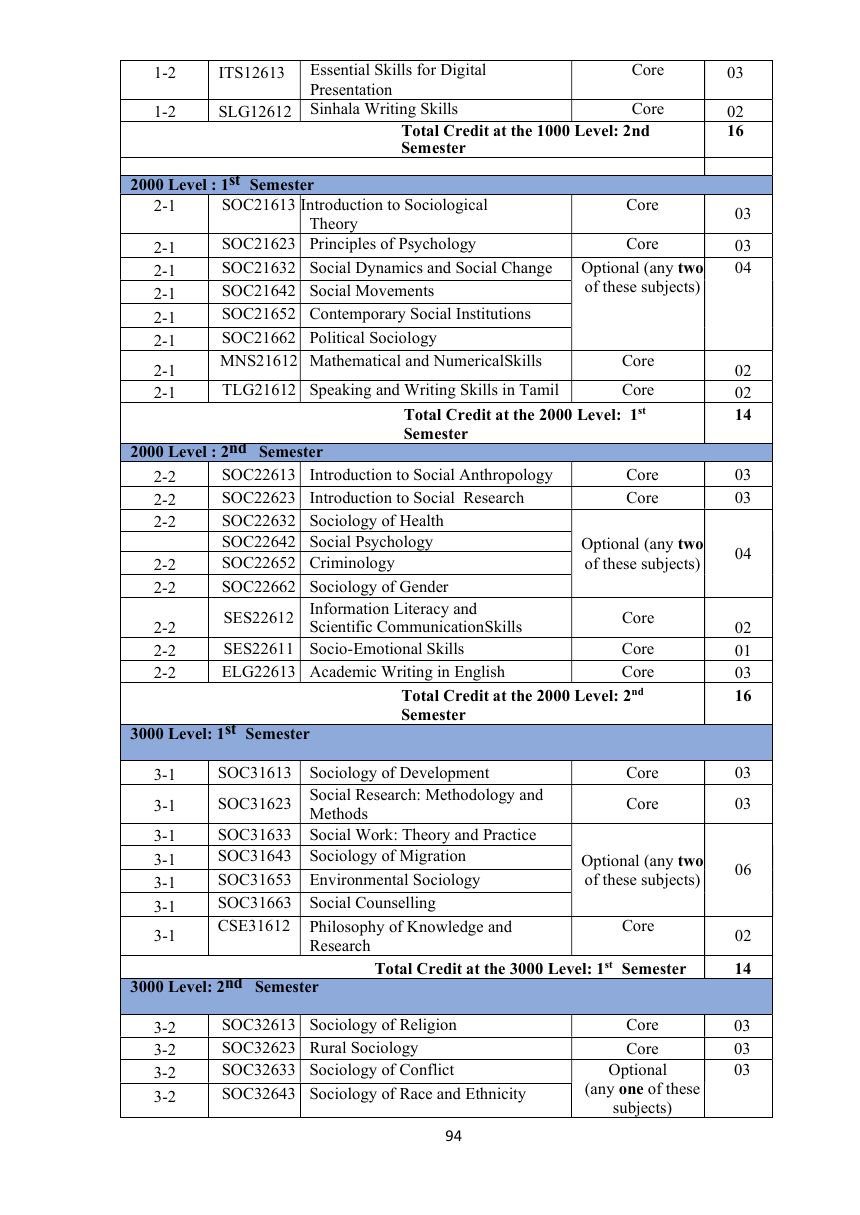 1-2 ITS12613 Essential Skills for Digital Presentation Core 03
1-2 SLG12612 Sinhala Writing Skills Core 02
Total Credit at the 1000 Level: 2nd Semester 16
2000 Level : 1st Semester
2-1 SOC21613 Introduction to Sociological Theory Core 03
2-1 SOC21623 Principles of Psychology Core 03
2-1 SOC21632 Social Dynamics and Social Change Optional (any two of these subjects) 04
2-1 SOC21642 Social Movements
2-1 SOC21652 Contemporary Social Institutions
2-1 SOC21662 Political Sociology
2-1 MNS21612 Mathematical and NumericalSkills Core 02
2-1 TLG21612 Speaking and Writing Skills in Tamil Core 02
Total Credit at the 2000 Level: 1st Semester 14
2000 Level : 2nd Semester
2-2 SOC22613 Introduction to Social Anthropology Core 03
2-2 SOC22623 Introduction to Social Research Core 03
2-2 SOC22632 Sociology of Health Optional (any two of these subjects) 04
SOC22642 Social Psychology
2-2 SOC22652 Criminology
2-2 SOC22662 Sociology of Gender
2-2 SES22612 Information Literacy and Scientific CommunicationSkills Core 02
2-2 SES22611 Socio-Emotional Skills Core 01
2-2 ELG22613 Academic Writing in English Core 03
Total Credit at the 2000 Level: 2nd Semester 16
3000 Level: 1st Semester
3-1 SOC31613 Sociology of Development Core 03
3-1 SOC31623 Social Research: Methodology and Methods Core 03
3-1 SOC31633 Social Work: Theory and Practice Optional (any two of these subjects) 06
3-1 SOC31643 Sociology of Migration
3-1 SOC31653 Environmental Sociology
3-1 SOC31663 Social Counselling
3-1 CSE31612 Philosophy of Knowledge and Research Core 02
Total Credit at the 3000 Level: 1st Semester 14
3000 Level: 2nd Semester
3-2 SOC32613 Sociology of Religion Core 03
3-2 SOC32623 Rural Sociology Core 03
3-2 SOC32633 Sociology of Conflict Optional (any one of these subjects) 03
3-2 SOC32643 Sociology of Race and Ethnicity
94